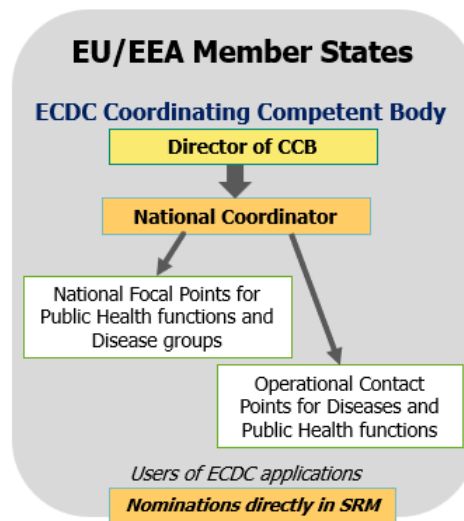 EU/EEA Member States
ECDC Coordinating Competent Body
Director of CCB
National Coordinator
National Focal Points for
Public Health functions and
Disease groups
Operational Contact
Points for Diseases and
Public Health functions
Users of ECDC applications
Nominations directly in SRM